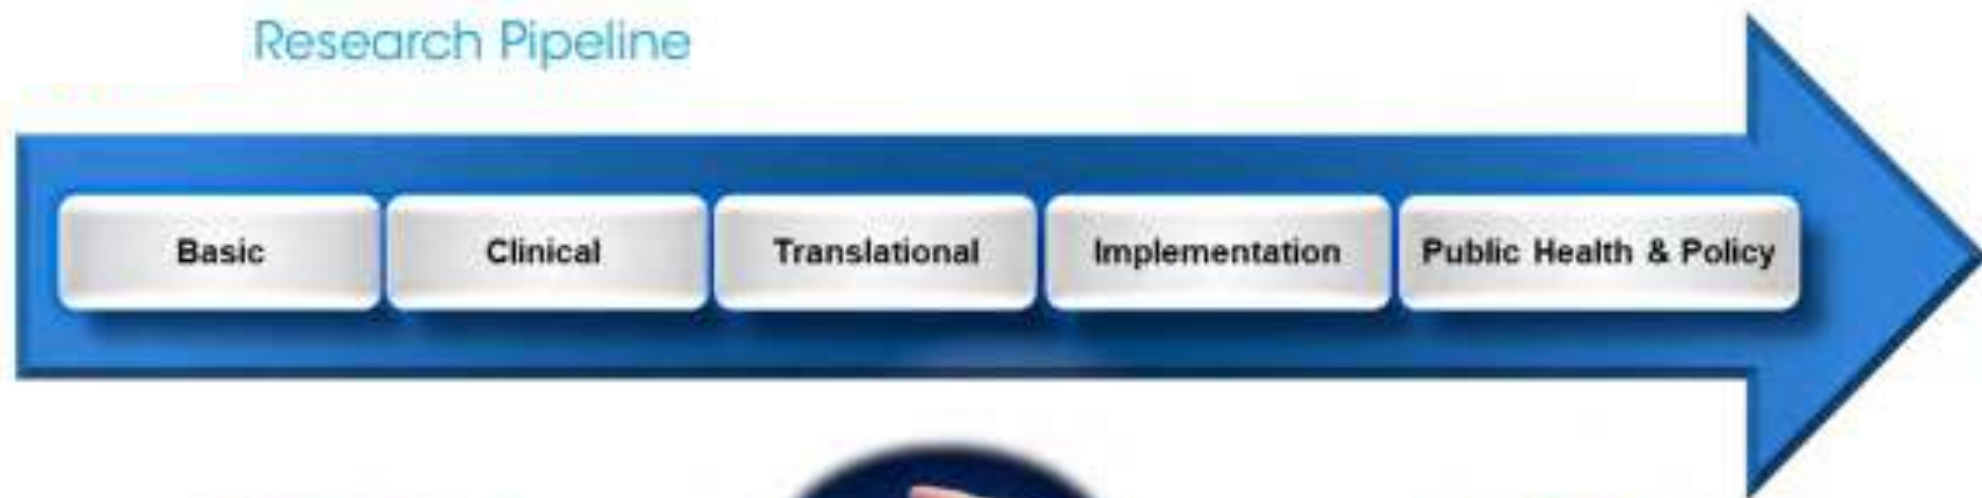 Research Pipeline
Basic
Clinical
Translational
Implementation
Public Health & Policy